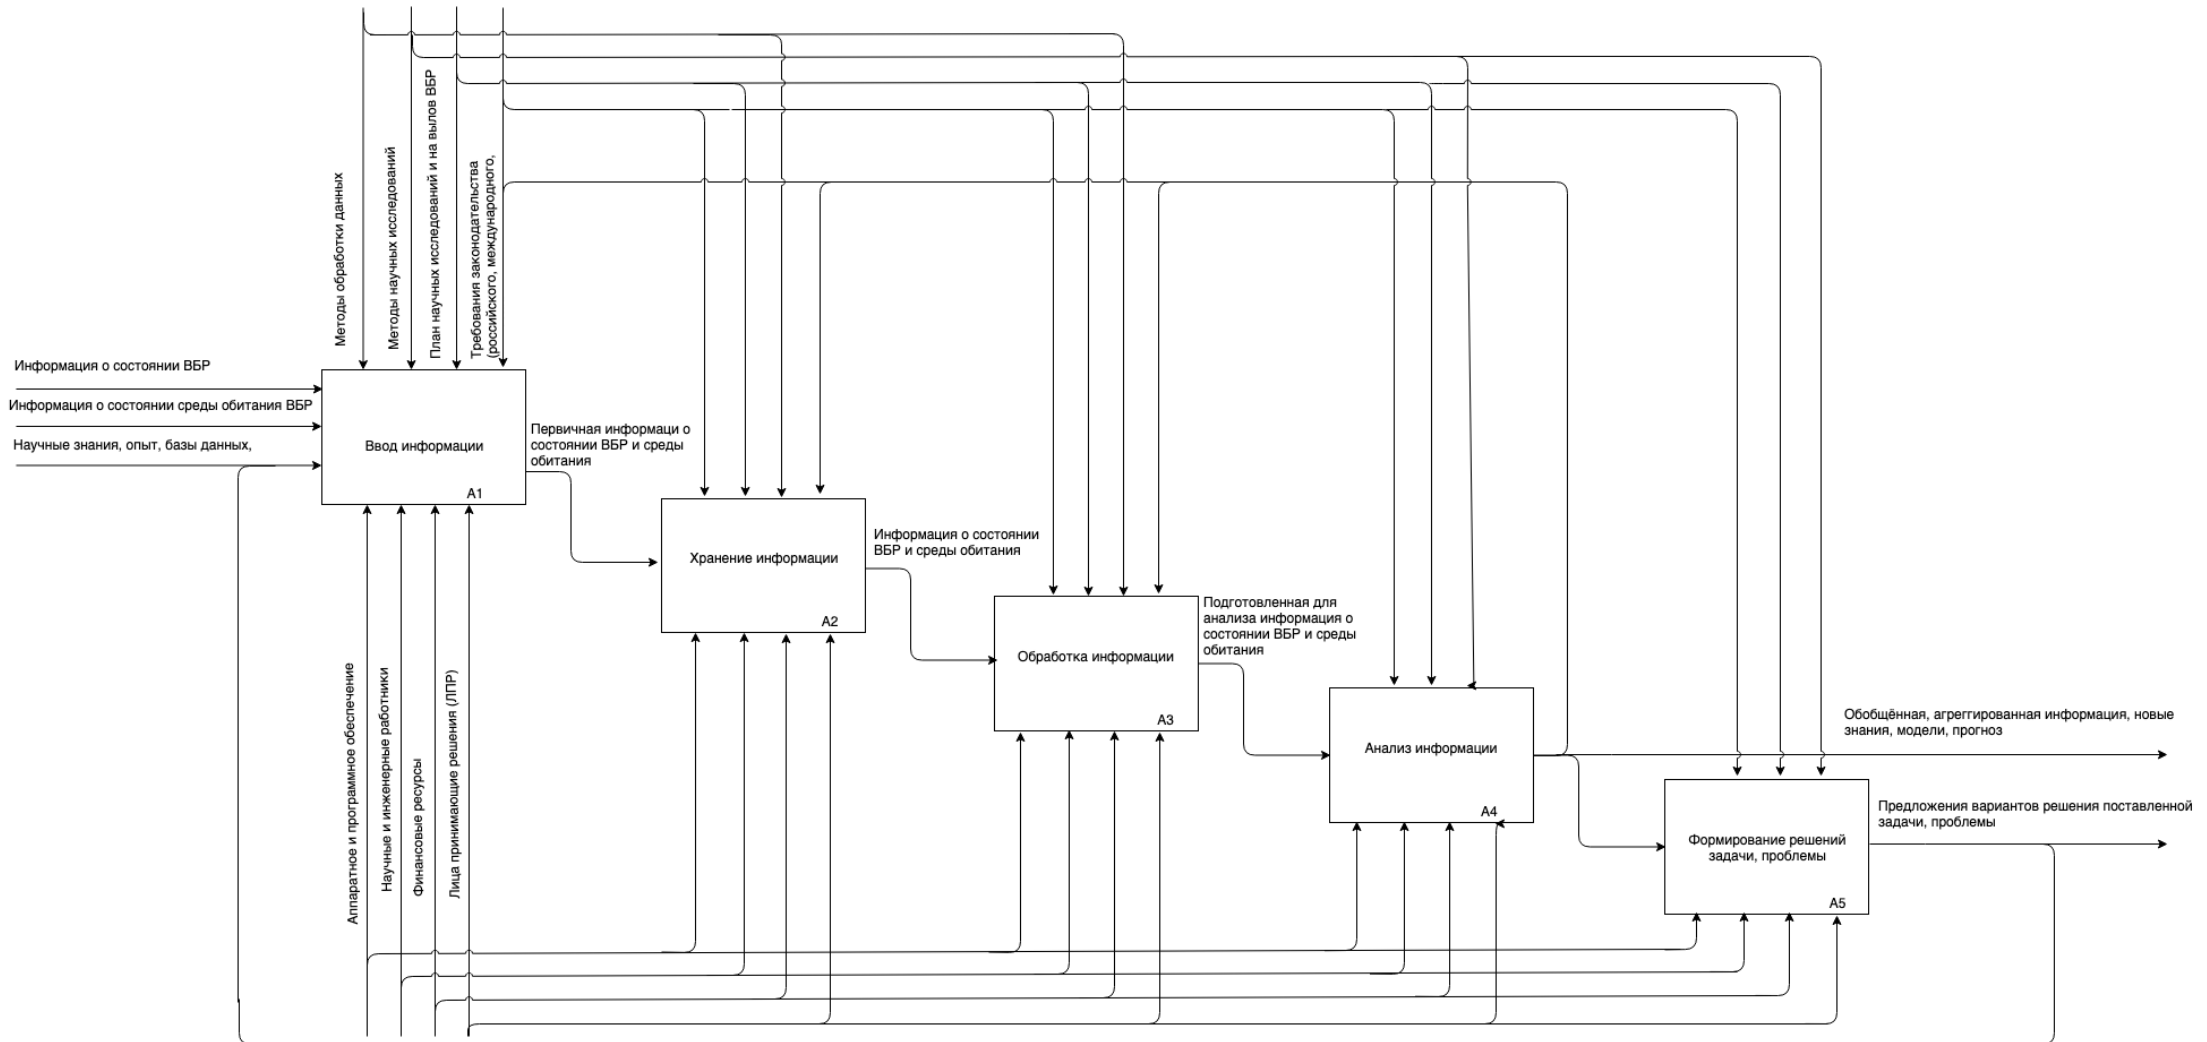 Методы обработки данных
Методы научных исследований
План научных исследований и на вылов ВБР
Требования законодательства
(российского, международного,
Информация о состоянии ВБР
Информация о состоянии среды обитания ВБР
Научные знания, опыт, базы данных,
Ввод информации
A1
Первичная информаци о
состоянии ВБР и среды
обитания
Хранение информации
A2
Информация о состоянии
ВБР и среды обитания
Обработка информации
A3
Подготовленная для
анализа информация о
состоянии ВБР и среды
обитания
Анализ информации
A4
Обобщённая, агреггированная информация, новые
знания, модели, прогноз
Формирование решений
задачи, проблемы
A5
Предложения вариантов решения поставленной
задачи, проблемы
Аппаратное и программное обеспечение
Научные и инженерные работники
Финансовые ресурсы
Лица принимающие решения (ЛПР)